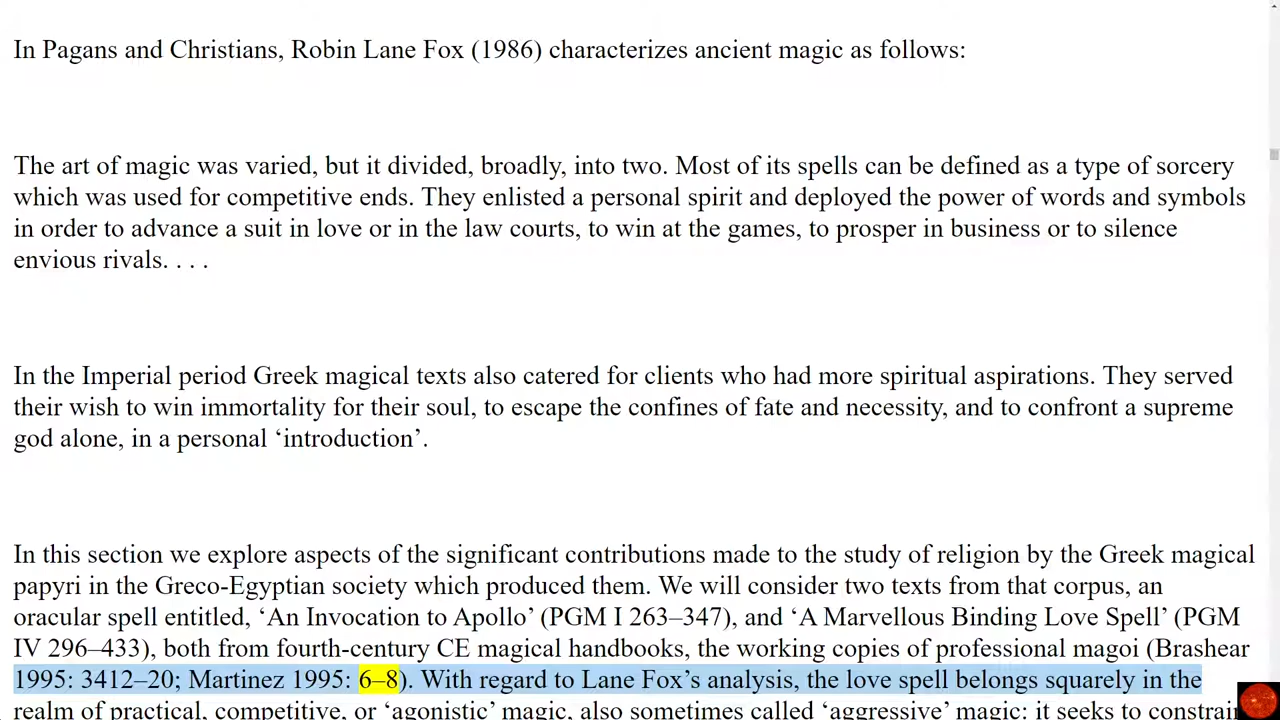 In Pagans and Christians, Robin Lane Fox (1986) characterizes ancient magic as follows:
The art of magic was varied, but it divided, broadly, into two. Most of its spells can be defined as a type of sorcery
which was used for competitive ends. They enlisted a personal spirit and deployed the power of words and symbols
in order to advance a suit in love or in the law courts, to win at the games, to prosper in business or to silence
envious rivals. . . .
In the Imperial period Greek magical texts also catered for clients who had more spiritual aspirations. They served
their wish to win immortality for their soul, to escape the confines of fate and necessity, and to confront a supreme
god alone, in a personal ‘introduction’.
In this section we explore aspects of the significant contributions made to the study of religion by the Greek magical
papyri in the Greco-Egyptian society which produced them. We will consider two texts from that corpus, an
oracular spell entitled, ‘An Invocation to Apollo’ (PGM I 263–347), and ‘A Marvellous Binding Love Spell’ (PGM
IV 296–433), both from fourth-century CE magical handbooks, the working copies of professional magoi (Brashear
1995: 3412–20; Martinez 1995: 6–8). With regard to Lane Fox’s analysis, the love spell belongs squarely in the
realm of practical, competitive, or ‘agonistic’ magic, also sometimes called ‘aggressive’ magic: it seeks to constrain